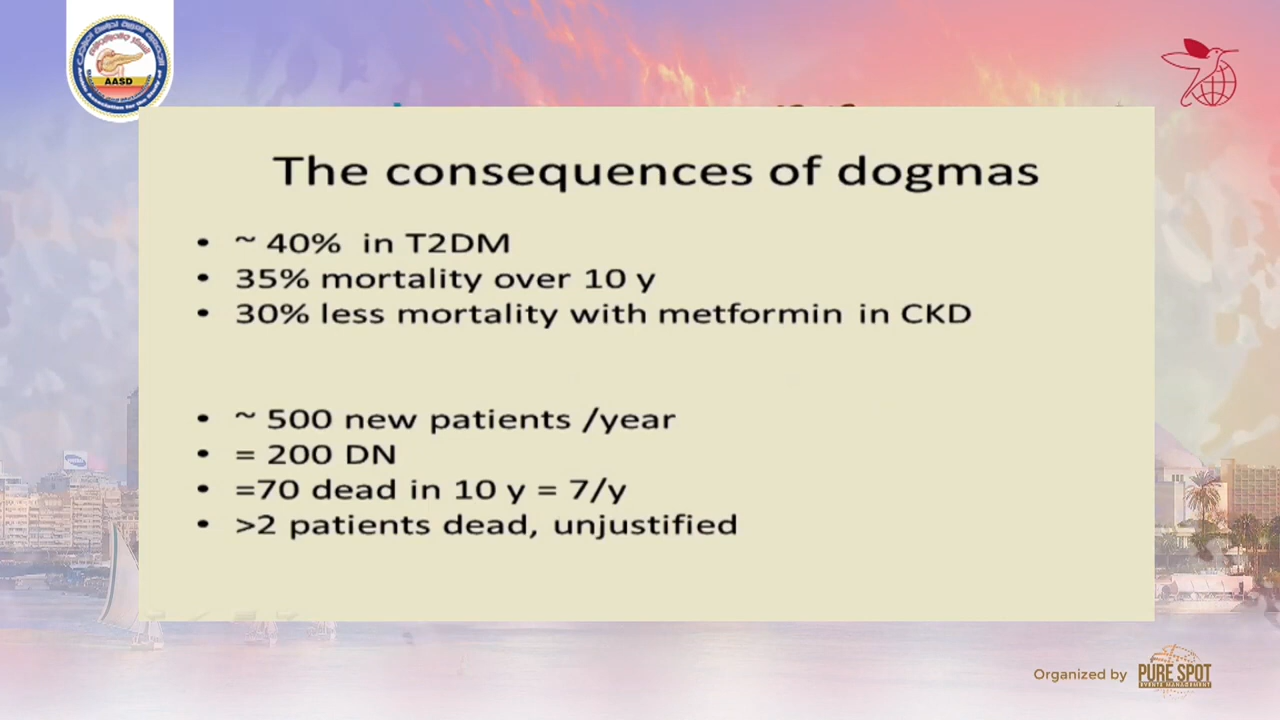 AASD
The consequences of dogmas
• ~ 40% in T2DM
• 35% mortality over 10 y
• 30% less mortality with metformin in CKD
• ~ 500 new patients /year
• = 200 DN
• =70 dead in 10 y = 7/y
• >2 patients dead, unjustified
Organized by
PURE SPOT
EVENTS MANAGEMENT